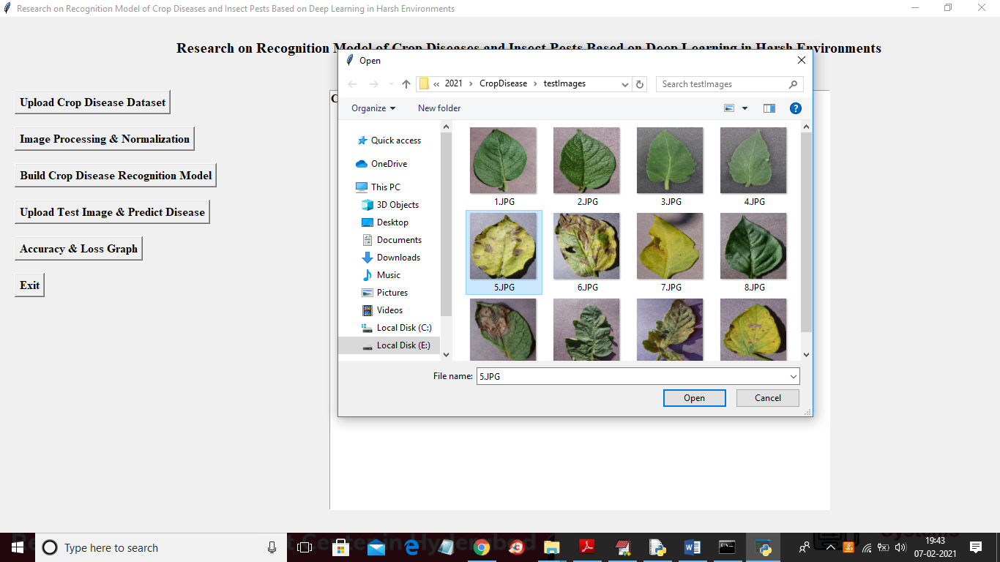 Research on Recognition Model of Crop Diseases and Insect Pests Based on Deep Learning in Harsh Environments
Research on Recognition Model of Crop Diseases and Insect Pests Based on Deep Learning in Harsh Environments
Upload Crop Disease Dataset
Image Processing & Normalization
Build Crop Disease Recognition Model
Upload Test Image & Predict Disease
Accuracy & Loss Graph
Exit
C
Open
« 2021 > CropDisease > testImages
Search testImages
Organize
New folder
Quick access
OneDrive
This PC
3D Objects
Desktop
Documents
Downloads
Music
Pictures
Videos
Local Disk (C:)
Local Disk (E:)
1.JPG
2.JPG
3.JPG
4.JPG
5.JPG
6.JPG
7.JPG
8.JPG
File name: 5.JPG
Open
Cancel
Type here to search
19:43
07-02-2021